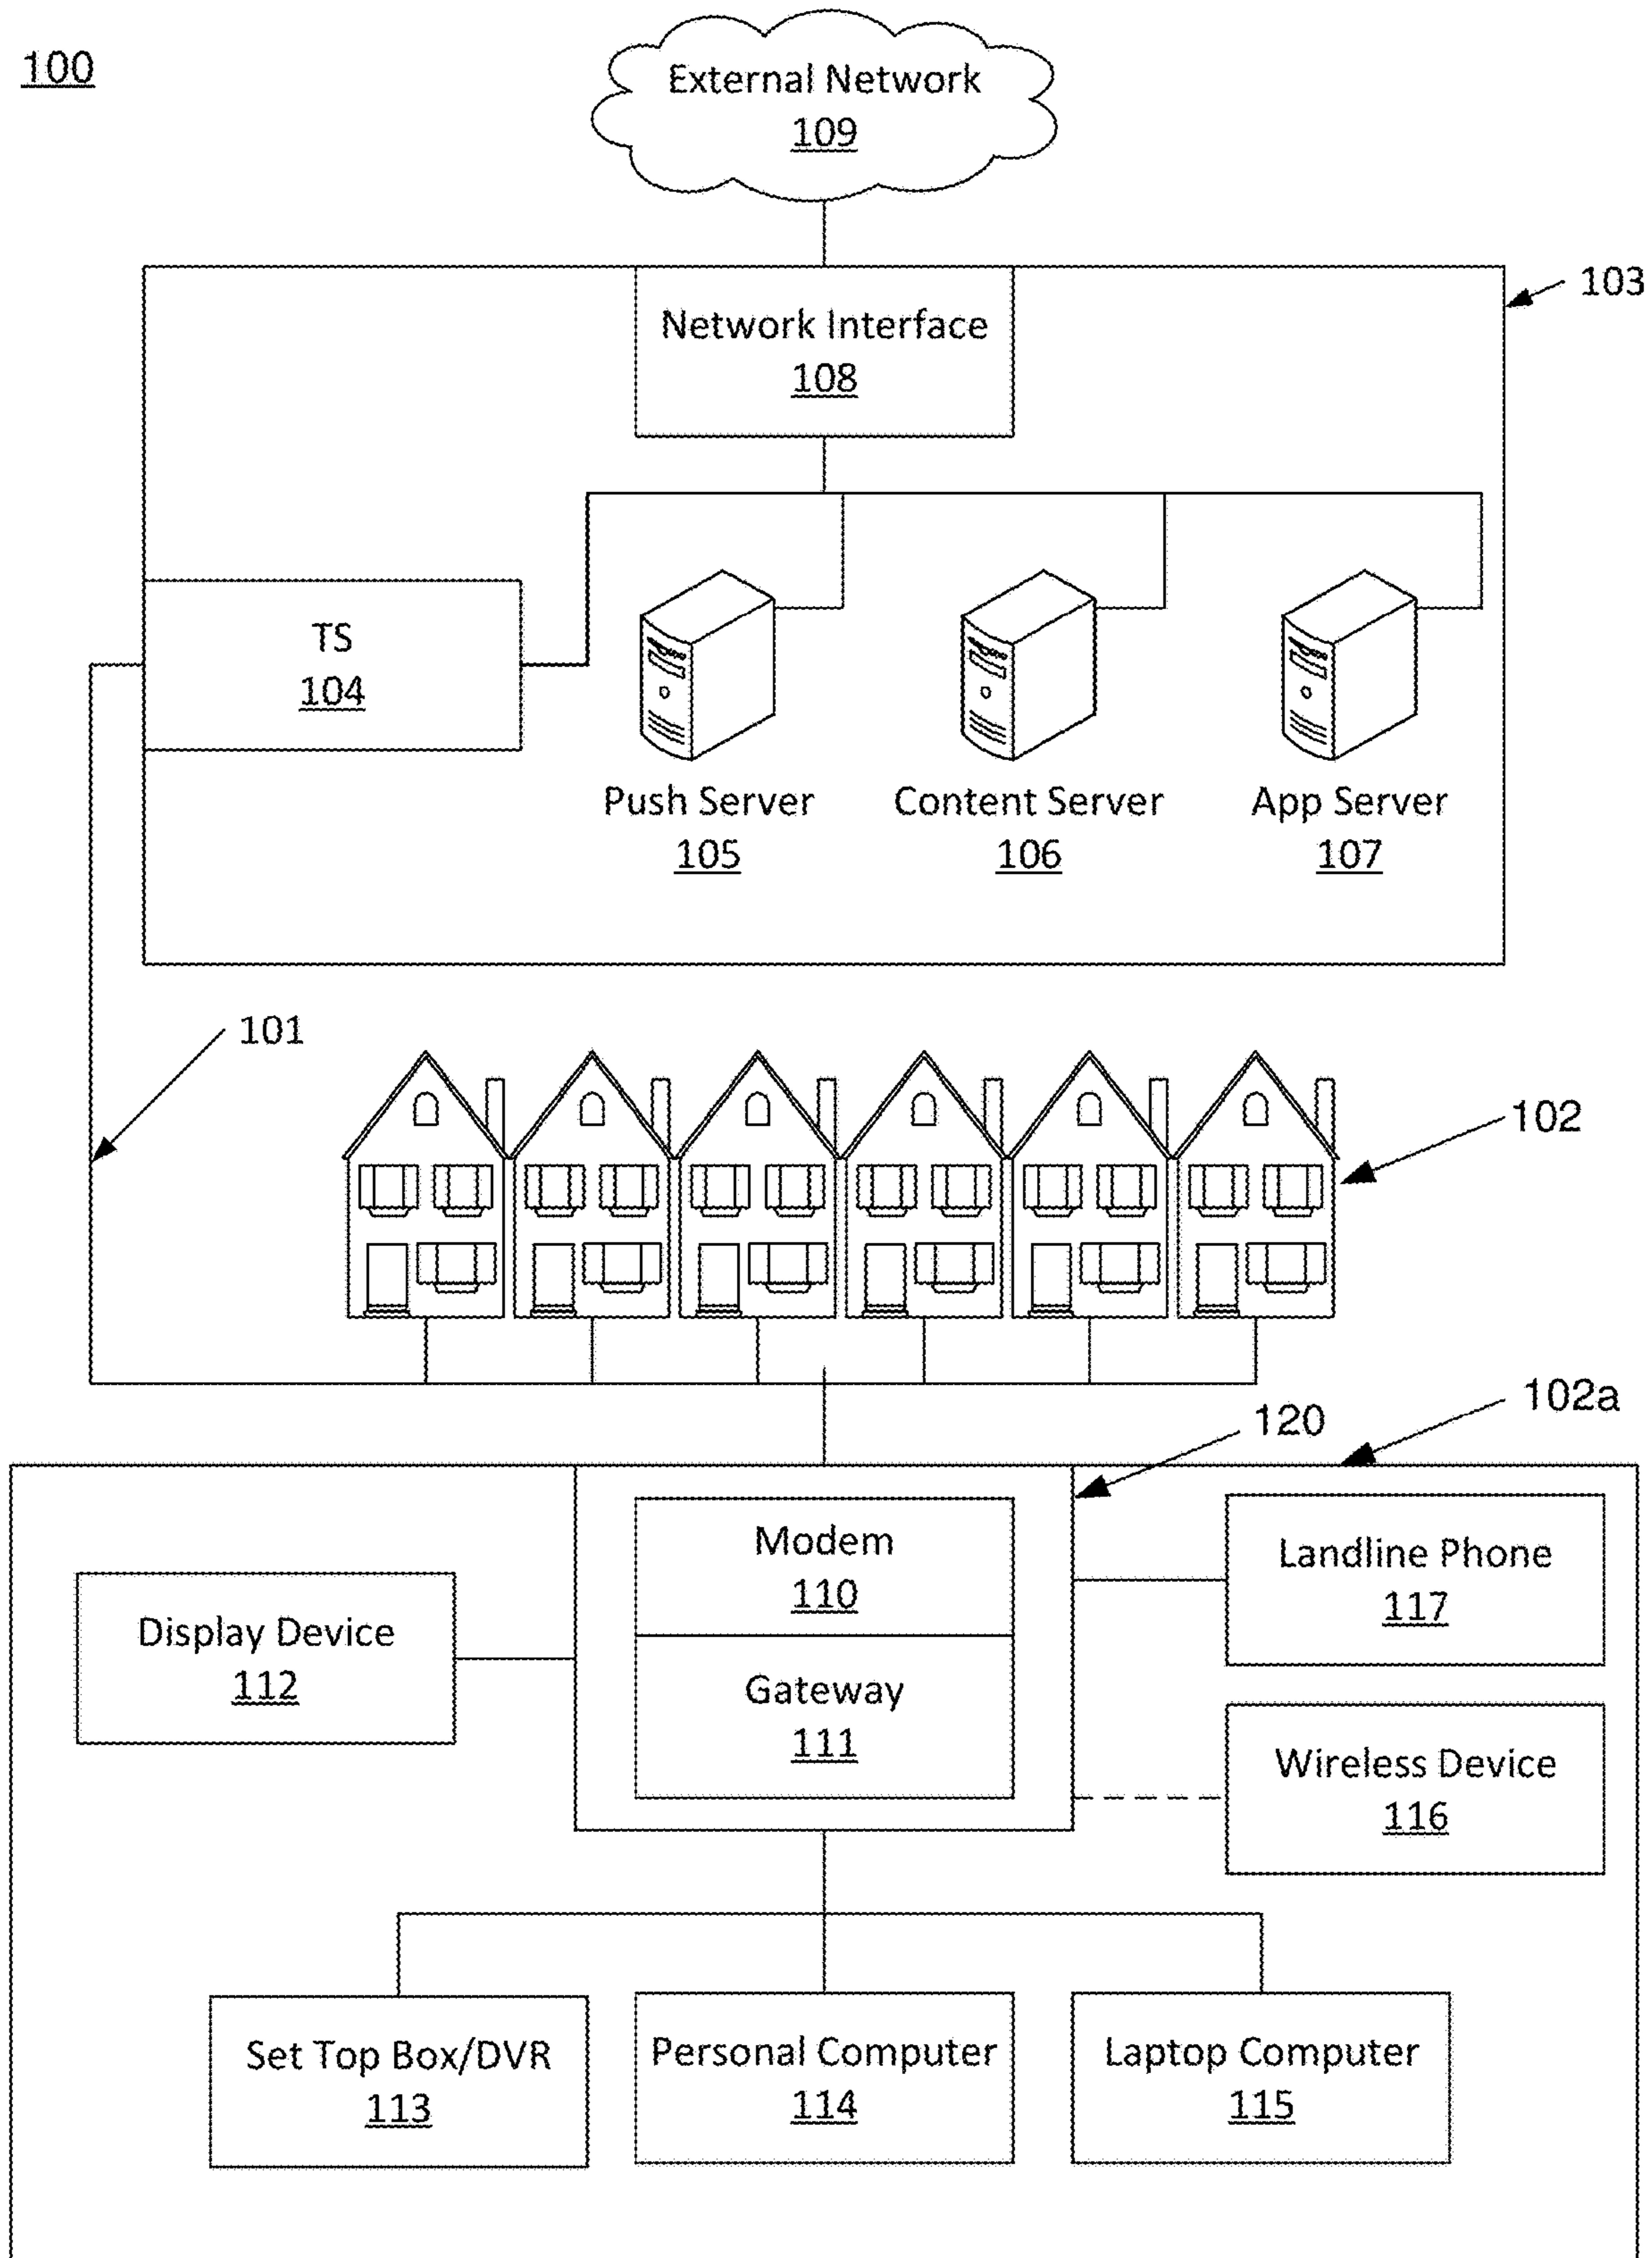 100
External Network
109
103
Network Interface
108
TS
104
Push Server
105
Content Server
106
App Server
107
101
102
102a
120
Modem
110
Landline Phone
117
Display Device
112
Gateway
111
Wireless Device
116
Set Top Box/DVR
113
Personal Computer
114
Laptop Computer
115